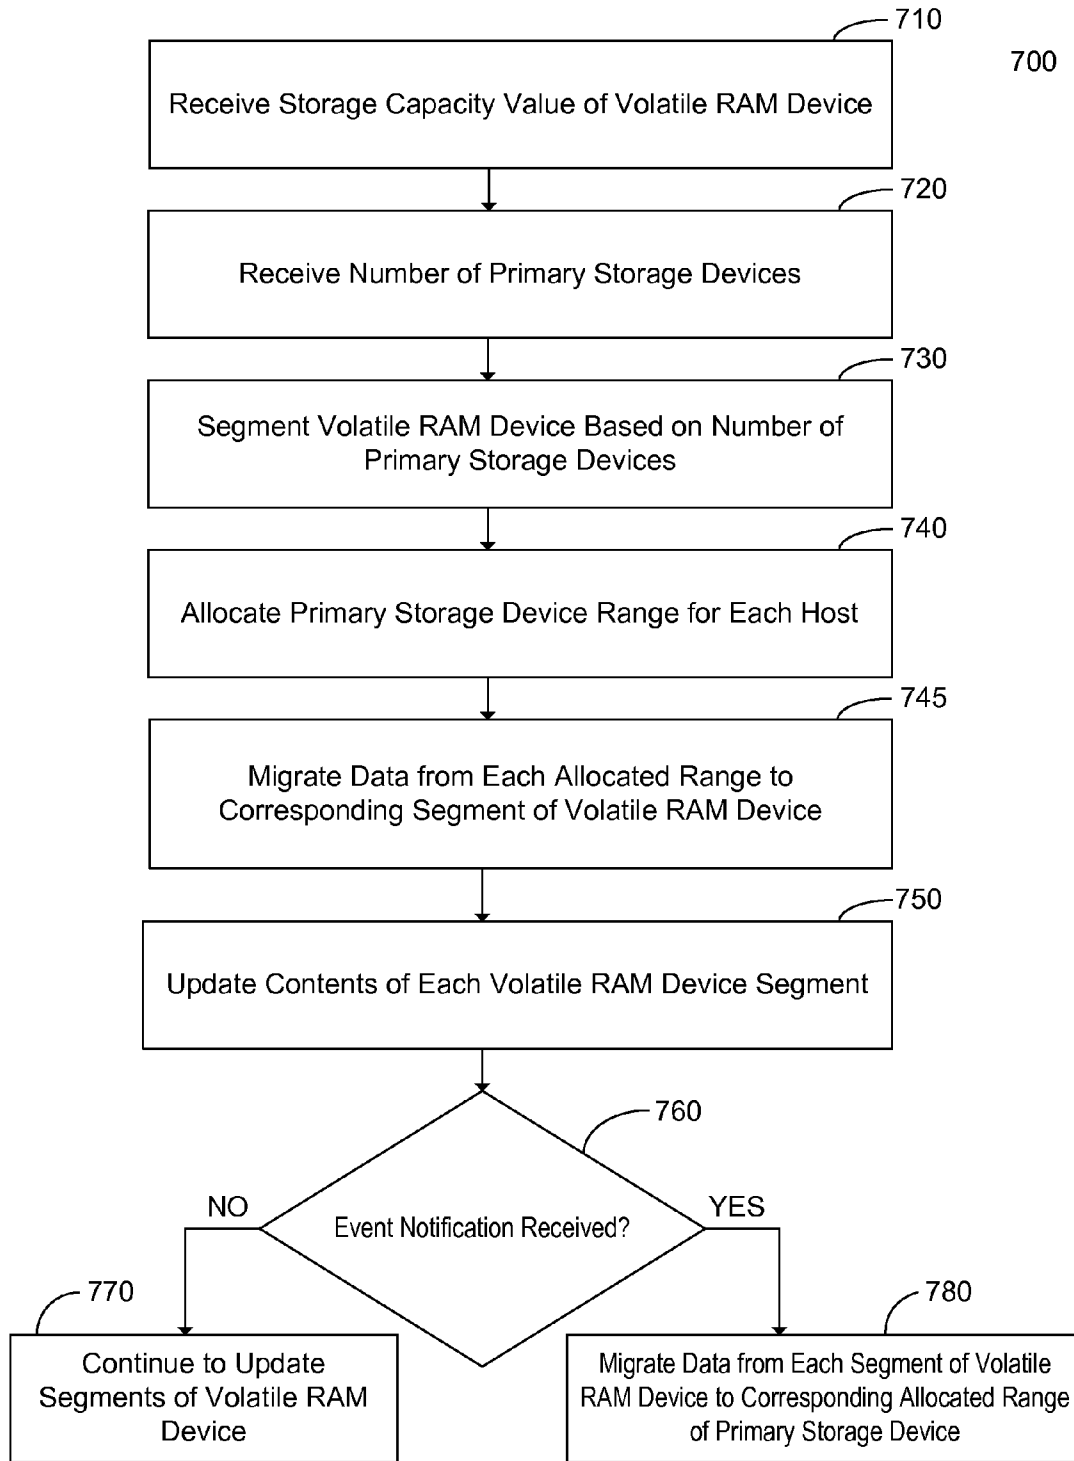 710
700
Receive Storage Capacity Value of Volatile RAM Device
720
Receive Number of Primary Storage Devices
730
Segment Volatile RAM Device Based on Number of
Primary Storage Devices
740
Allocate Primary Storage Device Range for Each Host
745
Migrate Data from Each Allocated Range to
Corresponding Segment of Volatile RAM Device
750
Update Contents of Each Volatile RAM Device Segment
760
NO
YES
Event Notification Received?
770
780
Continue to Update
Segments of Volatile RAM
Device
Migrate Data from Each Segment of Volatile
RAM Device to Corresponding Allocated Range
of Primary Storage Device